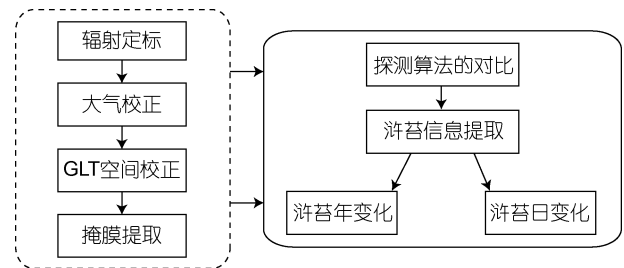 辐射定标
大气校正
GLT空间校正
掩膜提取
探测算法的对比
浒苔信息提取
浒苔年变化
浒苔日变化